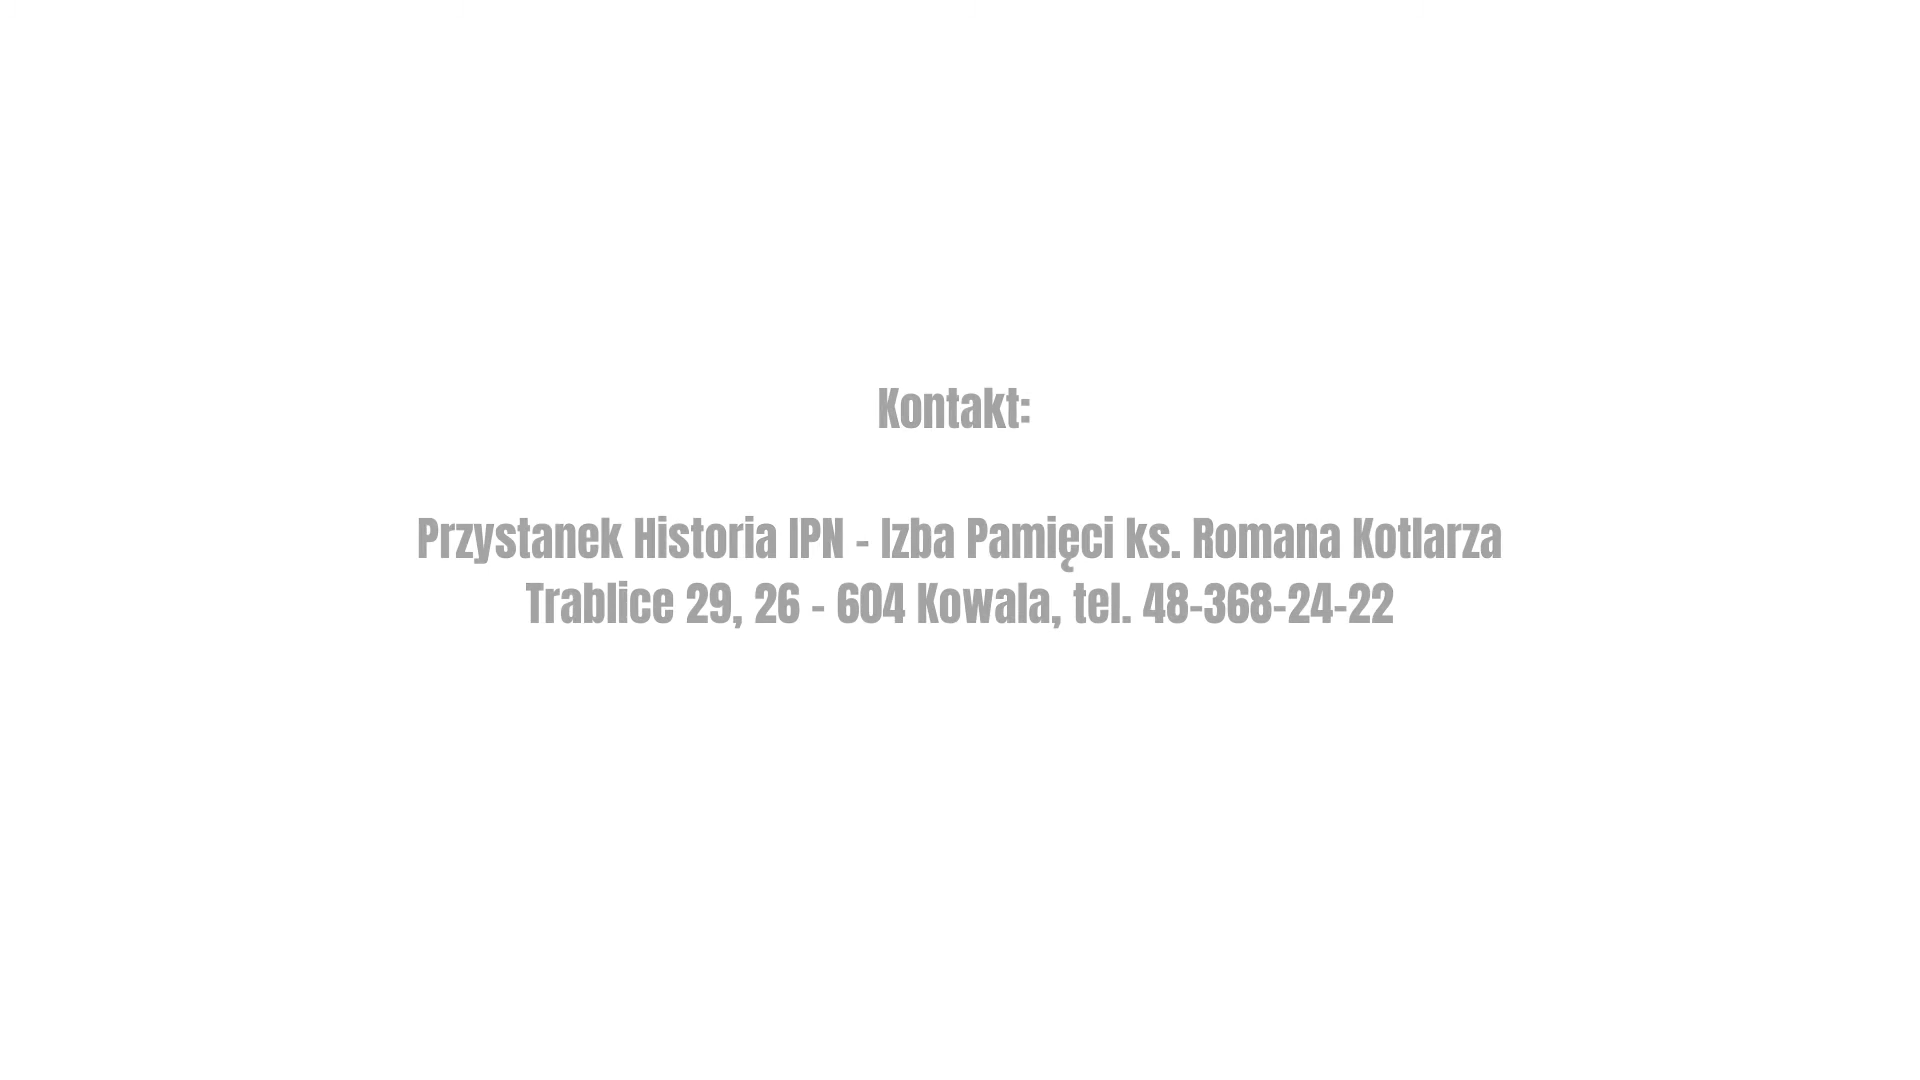 Kontakt:
Przystanek Historia IPN - Izba Pamięci ks. Romana Kotlarza
Trablice 29, 26 - 604 Kowala, tel. 48-368-24-22